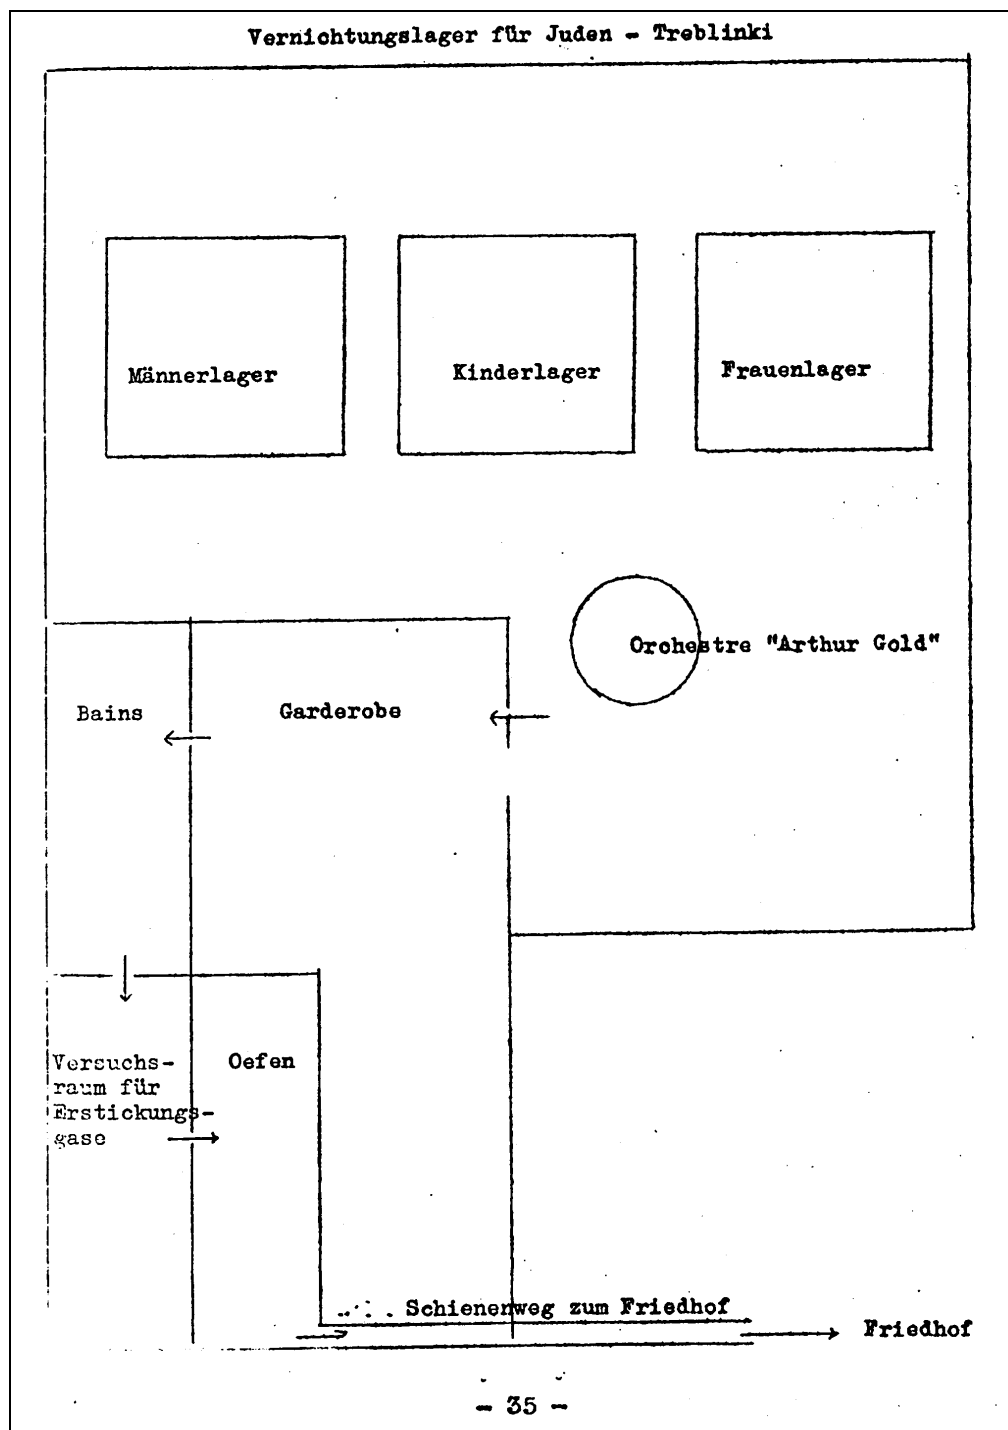 Vernichtungslager für Juden - Treblinki
Männerlager
Kinderlager
Frauenlager
Orchestre "Arthur Gold"
Bains
Garderobe
Versuchs-
raum für
Erstickungs-
gase
Oefen
Schienenweg zum Friedhof
Friedhof
- 35 -